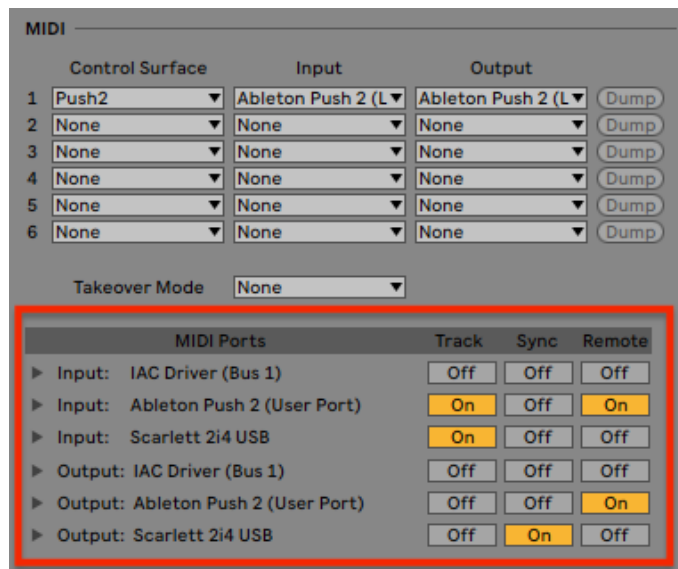 MIDI
Control Surface Input Output
1 Push2 Ableton Push 2 (L Ableton Push 2 (L Dump
2 None None None Dump
3 None None None Dump
4 None None None Dump
5 None None None Dump
6 None None None Dump
Takeover Mode None
MIDI Ports Track Sync Remote
Input: IAC Driver (Bus 1) Off Off Off
Input: Ableton Push 2 (User Port) On Off On
Input: Scarlett 2i4 USB On Off Off
Output: IAC Driver (Bus 1) Off Off Off
Output: Ableton Push 2 (User Port) Off Off On
Output: Scarlett 2i4 USB Off On Off